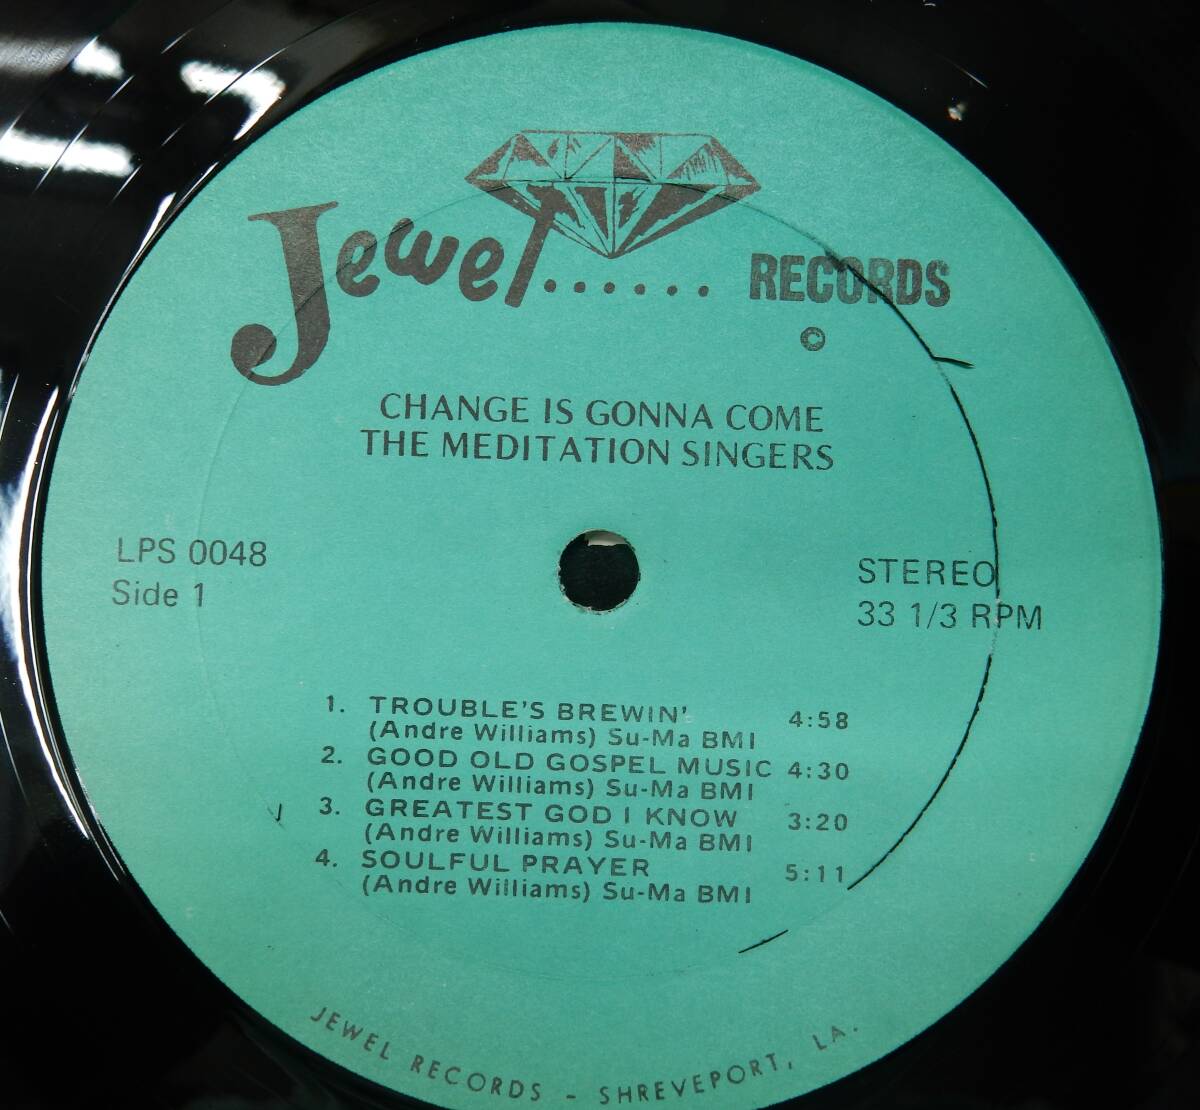 Jewel...... RECORDS
©
CHANGE IS GONNA COME
THE MEDITATION SINGERS
LPS 0048
Side 1
STEREO
33 1/3 RPM
1. TROUBLE'S BREWIN' 4:58
(Andre Williams) Su-Ma BMI
2. GOOD OLD GOSPEL MUSIC 4:30
(Andre Williams) Su-Ma BMI
3. GREATEST GOD I KNOW 3:20
(Andre Williams) Su-Ma BMI
4. SOULFUL PRAYER 5:11
(Andre Williams) Su-Ma BMI
JEWEL RECORDS - SHREVEPORT, LA.